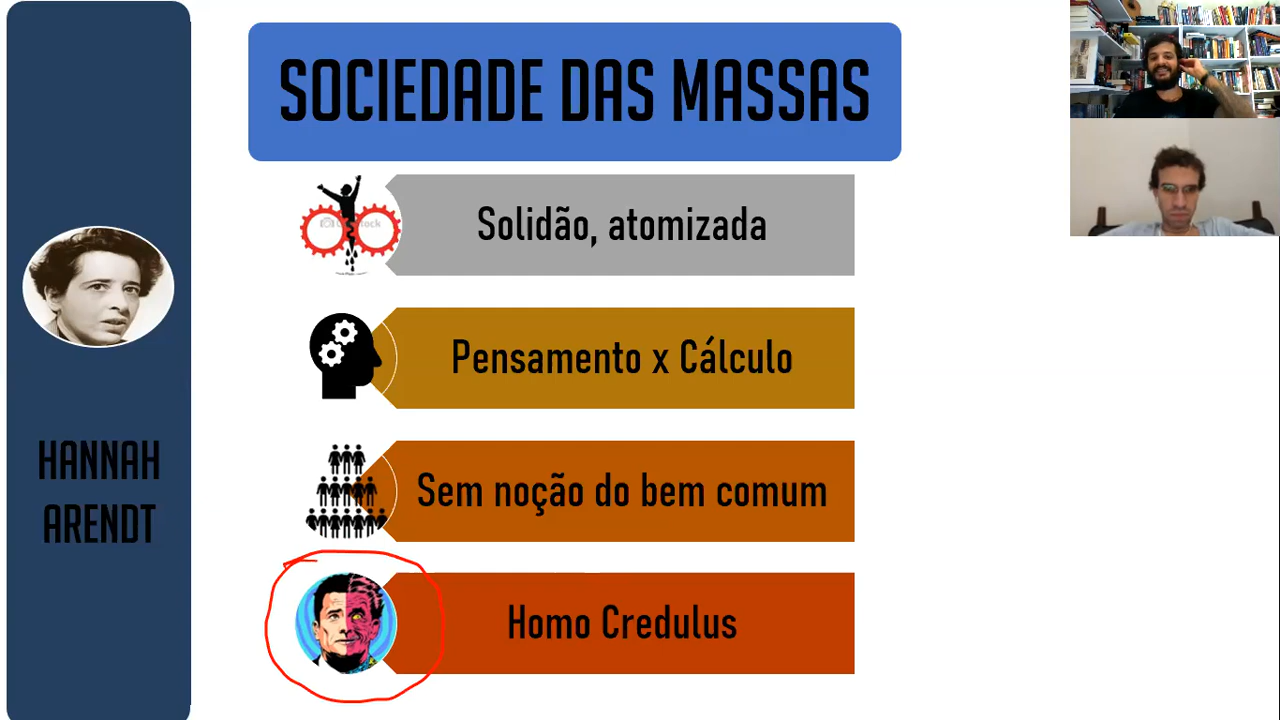 SOCIEDADE DAS MASSAS
Solidão, atomizada
Pensamento x Cálculo
Sem noção do bem comum
Homo Credulus
HANNAH
ARENDT